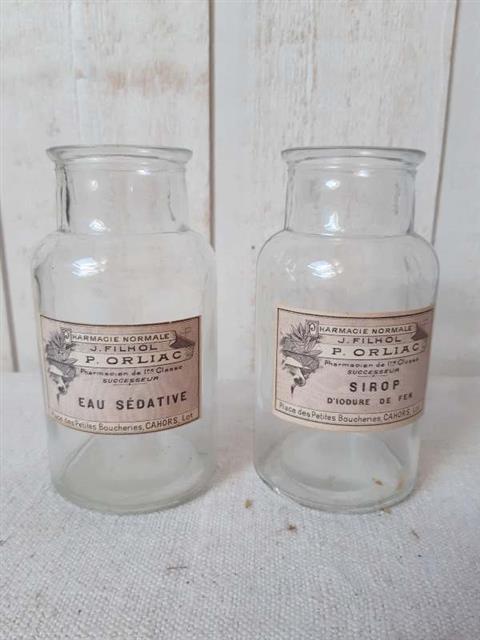 PHARMACIE NORMALE
J. FILHOL
P. ORLIAC
Pharmacien de 1re Classe
SUCCESSEUR
EAU SÉDATIVE
Place des Petites Boucheries, CAHORS, Lot
PHARMACIE NORMALE
J. FILHOL
P. ORLIAC
Pharmacien de 1re Classe
SUCCESSEUR
SIROP
D'IODURE DE FER
Place des Petites Boucheries, CAHORS, Lot